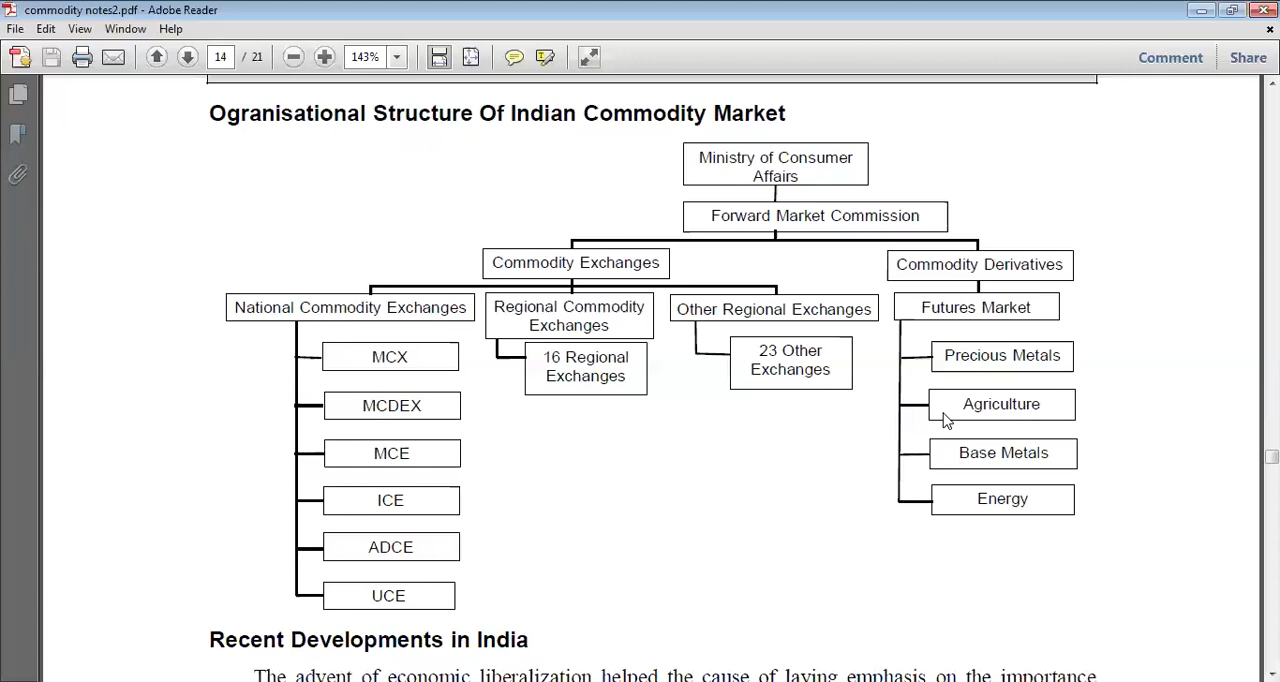 commodity notes2.pdf - Adobe Reader
File Edit View Window Help
14 / 21 143% Comment Share
Ogranisational Structure Of Indian Commodity Market
Ministry of Consumer
Affairs
Forward Market Commission
Commodity Exchanges
Commodity Derivatives
National Commodity Exchanges
Regional Commodity
Exchanges
Other Regional Exchanges
Futures Market
MCX
MCDEX
MCE
ICE
ADCE
UCE
16 Regional
Exchanges
23 Other
Exchanges
Precious Metals
Agriculture
Base Metals
Energy
Recent Developments in India
The advent of economic liberalization helped the cause of laying emphasis on the importance